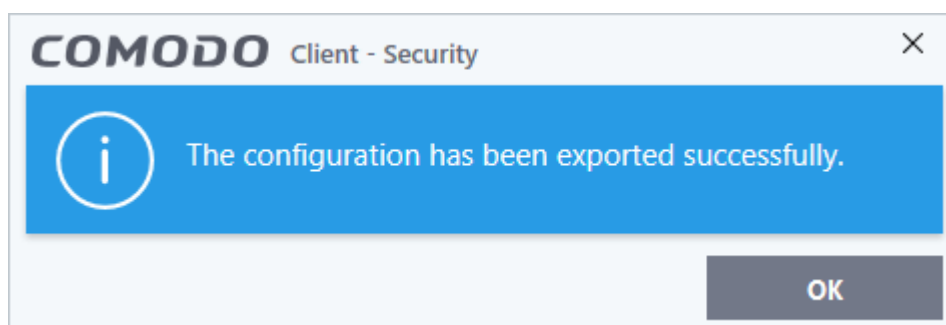 COMODO Client - Security
The configuration has been exported successfully.
OK